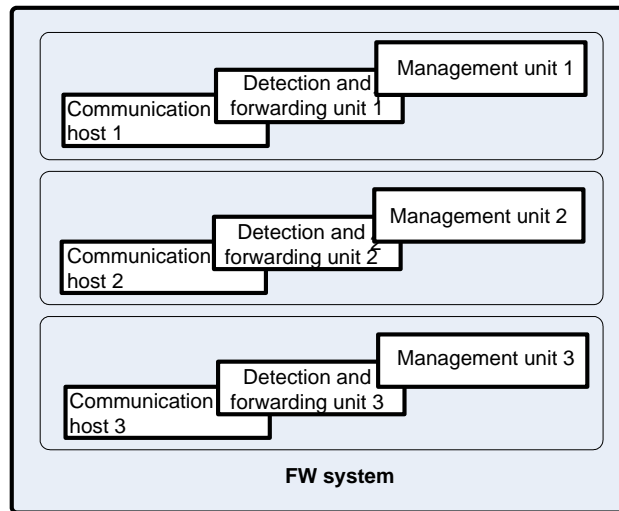 Management unit 1
Detection and
forwarding unit 1
Communication
host 1
Management unit 2
Detection and 2
forwarding unit 2
Communication
host 2
Management unit 3
Detection and
forwarding unit 3
Communication
host 3
FW system